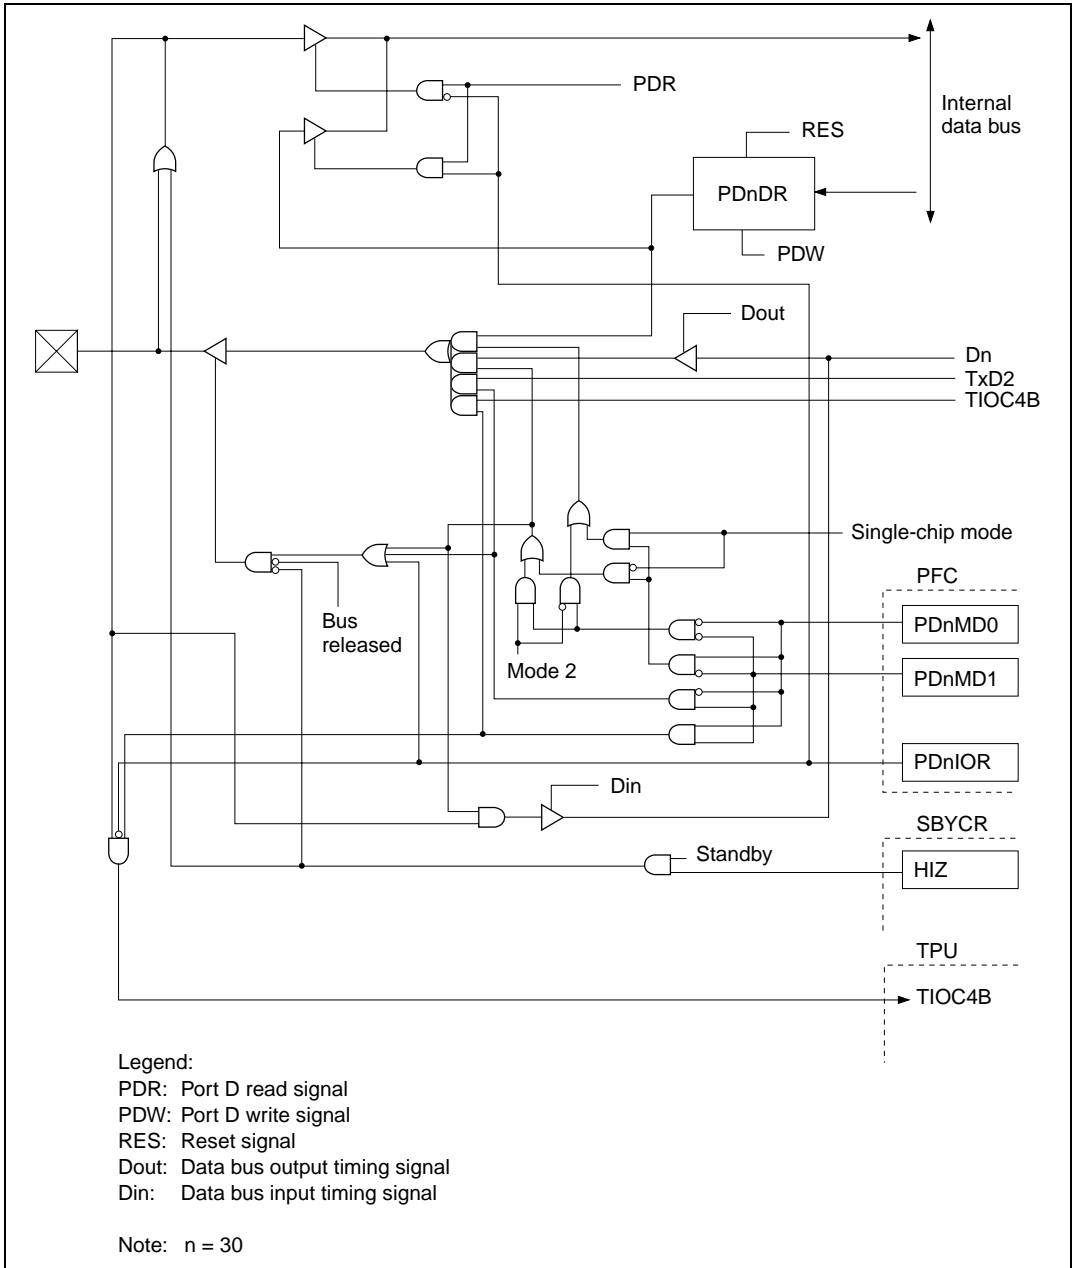 PDR
Internal
data bus
RES
PDnDR
PDW
Dout
Dn
TxD2
TIOC4B
Single-chip mode
PFC
PDnMD0
Bus
released
Mode 2
PDnMD1
PDnIOR
Din
SBYCR
Standby
HIZ
TPU
TIOC4B
Legend:
PDR: Port D read signal
PDW: Port D write signal
RES: Reset signal
Dout: Data bus output timing signal
Din: Data bus input timing signal
Note: n = 30